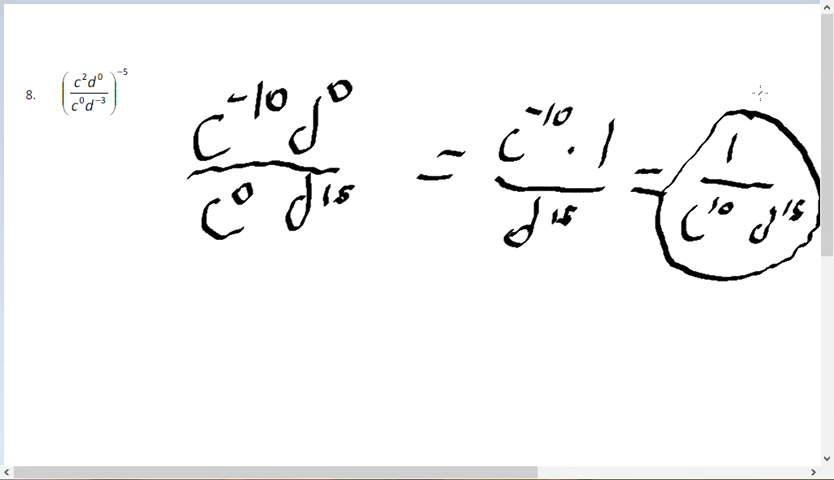 8. (c²d⁰/c⁰d⁻³)⁻⁵
c⁻¹⁰d⁰/c⁰d¹⁵ = c⁻¹⁰·1/d¹⁵ = 1/c¹⁰d¹⁵